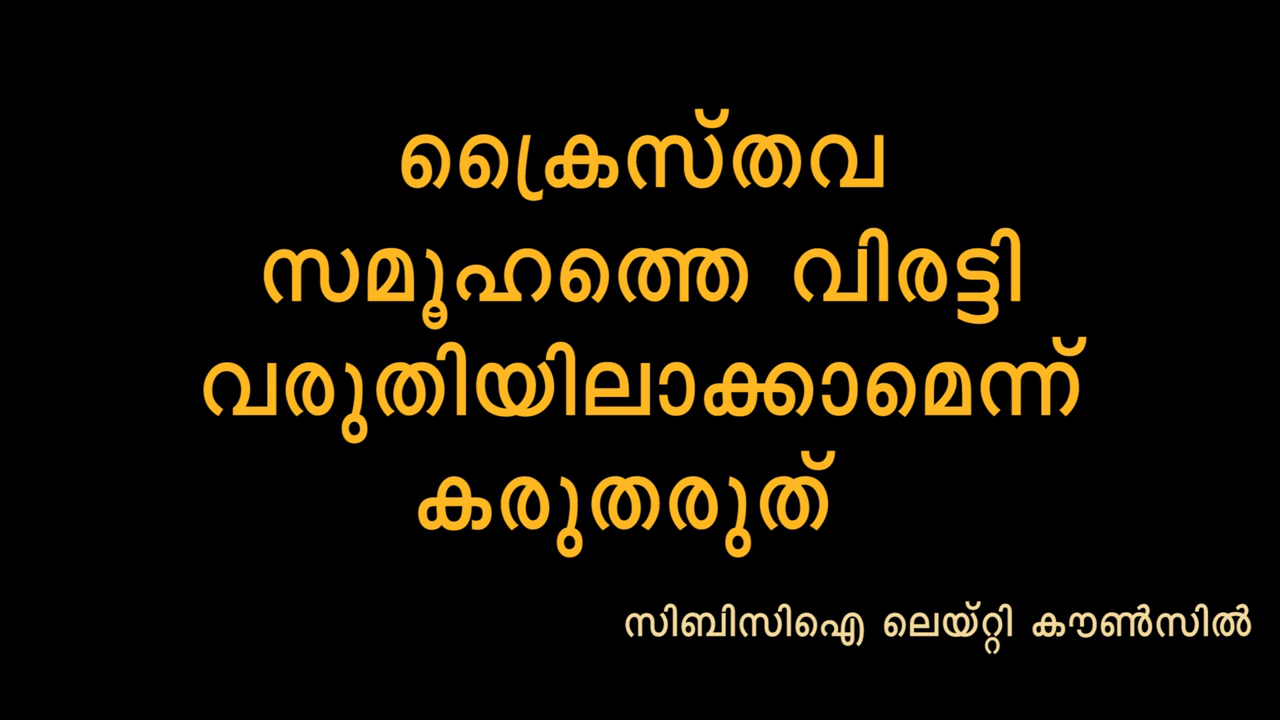 ക്രൈസ്തവ
സമൂഹത്തെ വിരട്ടി
വരുതിയിലാക്കാമെന്ന്
കരുതരുത്
സിബിസിഐ ലെയ്റ്റി കൗൺസിൽ